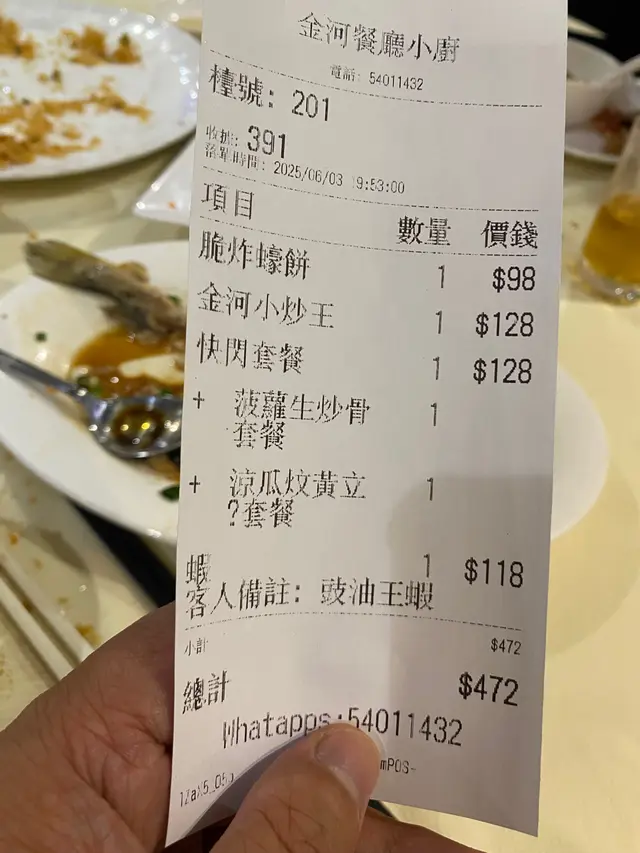 金河餐廳小廚
電話: 54011432
檯號: 201
收據: 391
落單時間: 2025/06/03 19:53:00
項目 數量 價錢
脆炸蠔餅 1 $98
金河小炒王 1 $128
快閃套餐 1 $128
+ 菠蘿生炒骨 1
套餐
+ 涼瓜炆黃立 1
?套餐
蝦 1 $118
客人備註: 豉油王蝦
小計 $472
總計 $472
Whatapps:54011432
mPOS-